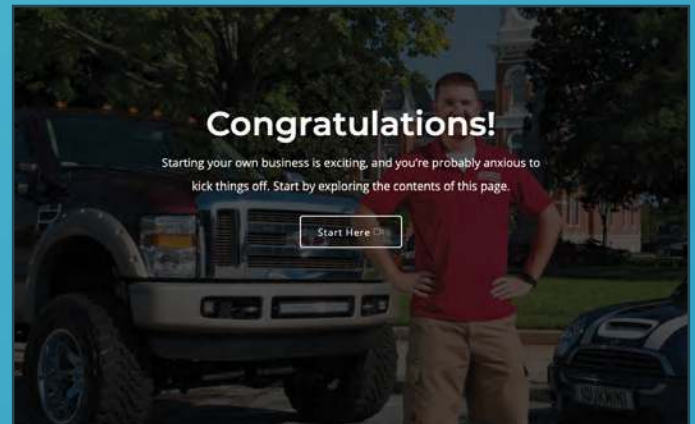 Congratulations!
Starting your own business is exciting, and you're probably anxious to
kick things off. Start by exploring the contents of this page.
Start Here